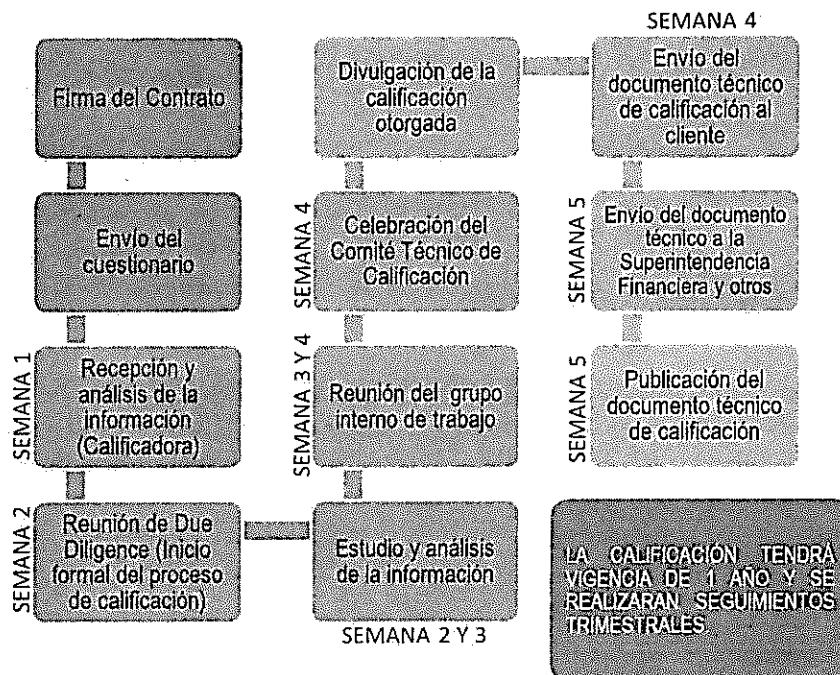 Firma del Contrato
Envío del
cuestionario
SEMANA 1
Recepción y
análisis de la
información
(Calificadora)
SEMANA 2
Reunión de Due
Diligence (Inicio
formal del proceso
de calificación)
Estudio y análisis
de la información
SEMANA 2 Y 3
SEMANA 3 Y 4
Reunión del grupo
interno de trabajo
SEMANA 4
Celebración del
Comité Técnico de
Calificación
Divulgación de la
calificación
otorgada
SEMANA 4
Envío del
documento técnico
de calificación al
cliente
SEMANA 5
Envío del documento
técnico a la
Superintendencia
Financiera y otros
SEMANA 5
Publicación del
documento técnico
de calificación
LA CALIFICACIÓN TENDRA
VIGENCIA DE 1 AÑO Y SE
REALIZARAN SEGUIMIENTOS
TRIMESTRALES